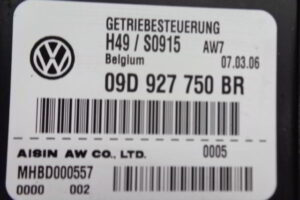 GETRIEBESTEUERUNG
H49 / S0915 AW7
Belgium 07.03.06
09D 927 750 BR
AISIN AW CO., LTD. 0005
MHBD000557
0000 002